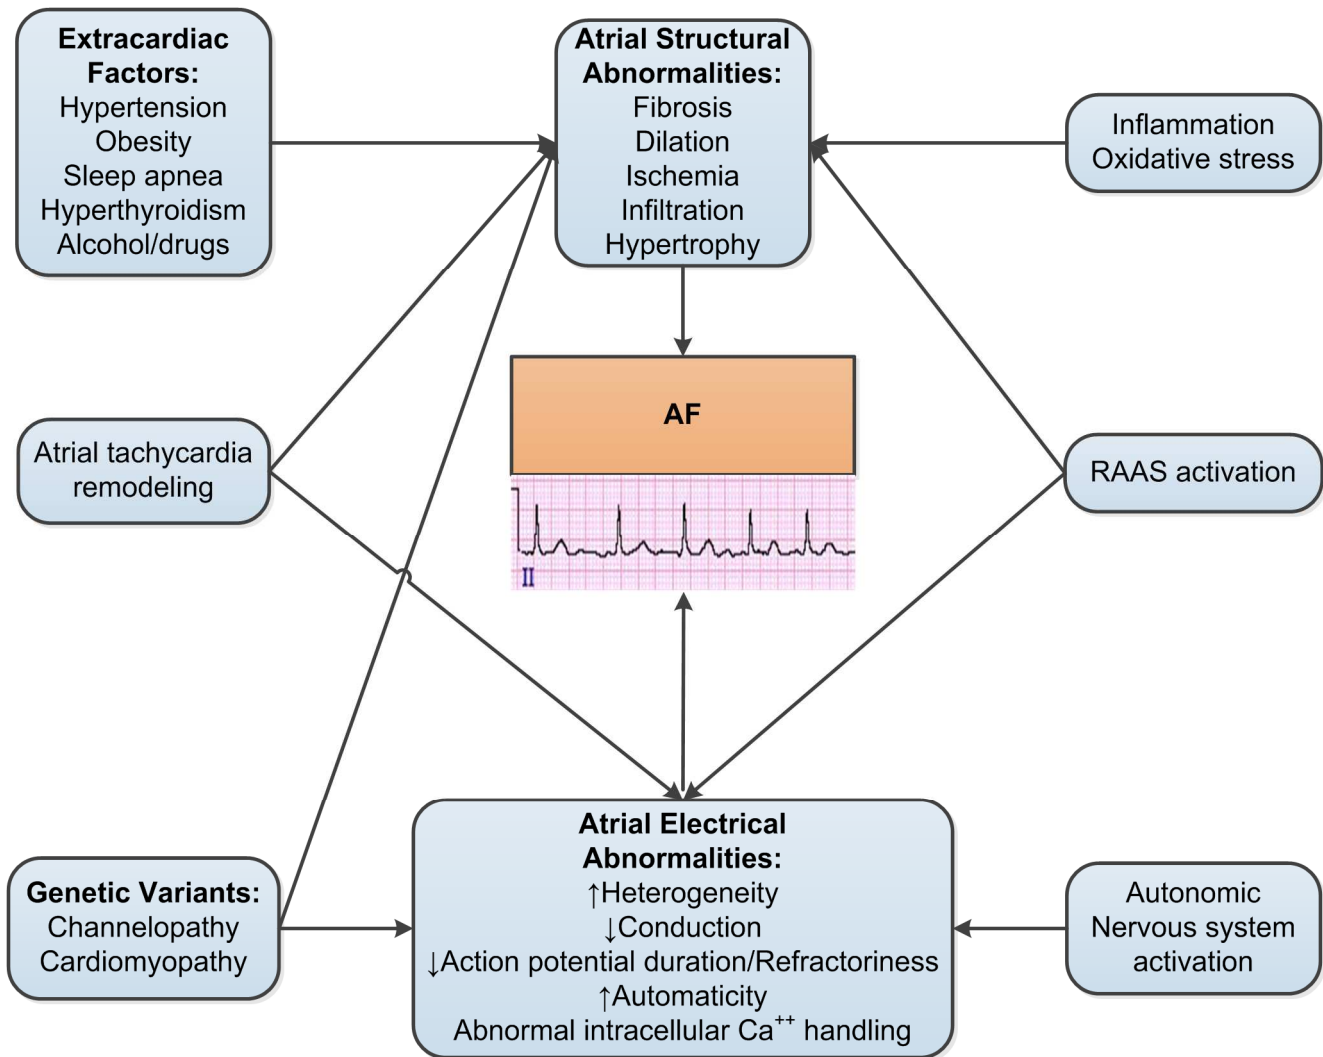 Extracardiac
Factors:
Hypertension
Obesity
Sleep apnea
Hyperthyroidism
Alcohol/drugs
Atrial Structural
Abnormalities:
Fibrosis
Dilation
Ischemia
Infiltration
Hypertrophy
Inflammation
Oxidative stress
Atrial tachycardia
remodeling
AF
II
RAAS activation
Genetic Variants:
Channelopathy
Cardiomyopathy
Atrial Electrical
Abnormalities:
↑Heterogeneity
↓Conduction
↓Action potential duration/Refractoriness
↑Automaticity
Abnormal intracellular Ca⁺⁺ handling
Autonomic
Nervous system
activation